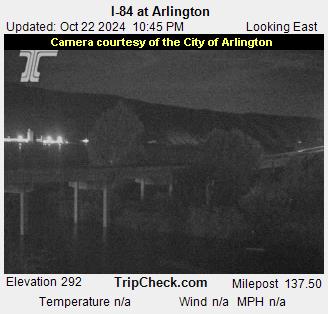 I-84 at Arlington
Updated: Oct 22 2024 10:45 PM Looking East
Camera courtesy of the City of Arlington
Elevation 292 TripCheck.com Milepost 137.50
Temperature n/a Wind n/a MPH n/a